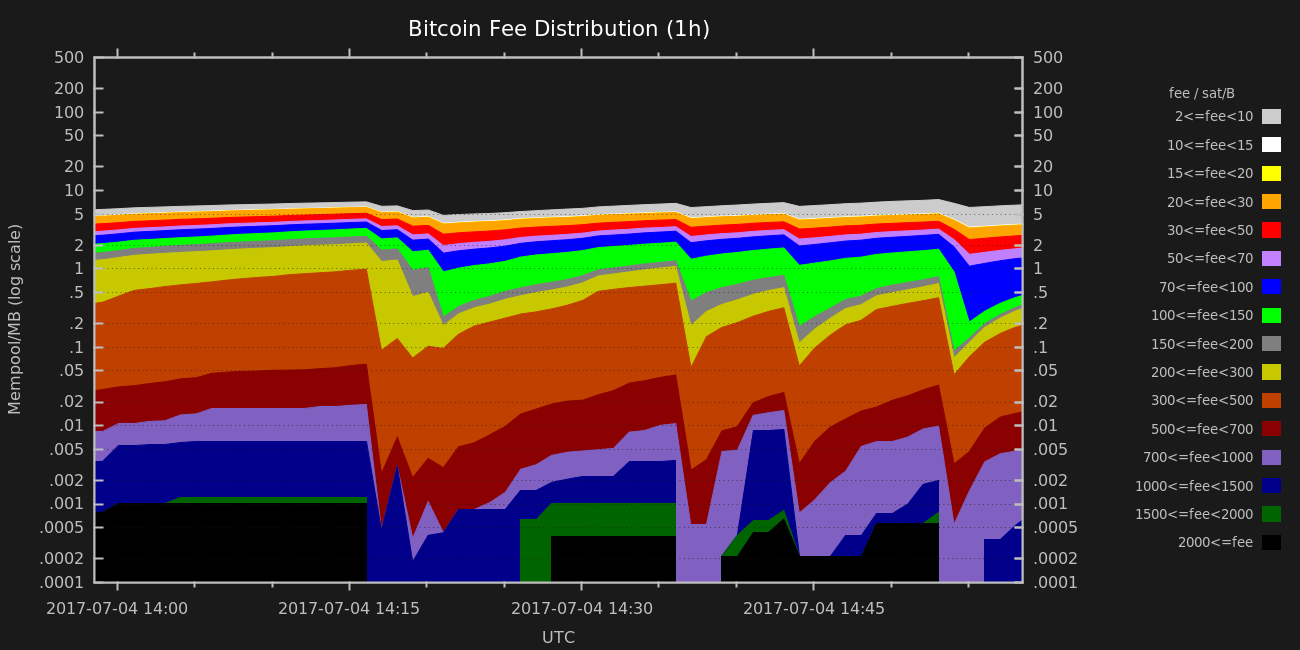 Bitcoin Fee Distribution (1h)
500 500
200 200
100 100
50 50
20 20
10 10
5 5
2 2
1 1
.5 .5
.2 .2
.1 .1
.05 .05
.02 .02
.01 .01
.005 .005
.002 .002
.001 .001
.0005 .0005
.0002 .0002
.0001 .0001
Mempool/MB (log scale)
2017-07-04 14:00 2017-07-04 14:15 2017-07-04 14:30 2017-07-04 14:45
UTC
fee / sat/B
2<=fee<10
10<=fee<15
15<=fee<20
20<=fee<30
30<=fee<50
50<=fee<70
70<=fee<100
100<=fee<150
150<=fee<200
200<=fee<300
300<=fee<500
500<=fee<700
700<=fee<1000
1000<=fee<1500
1500<=fee<2000
2000<=fee